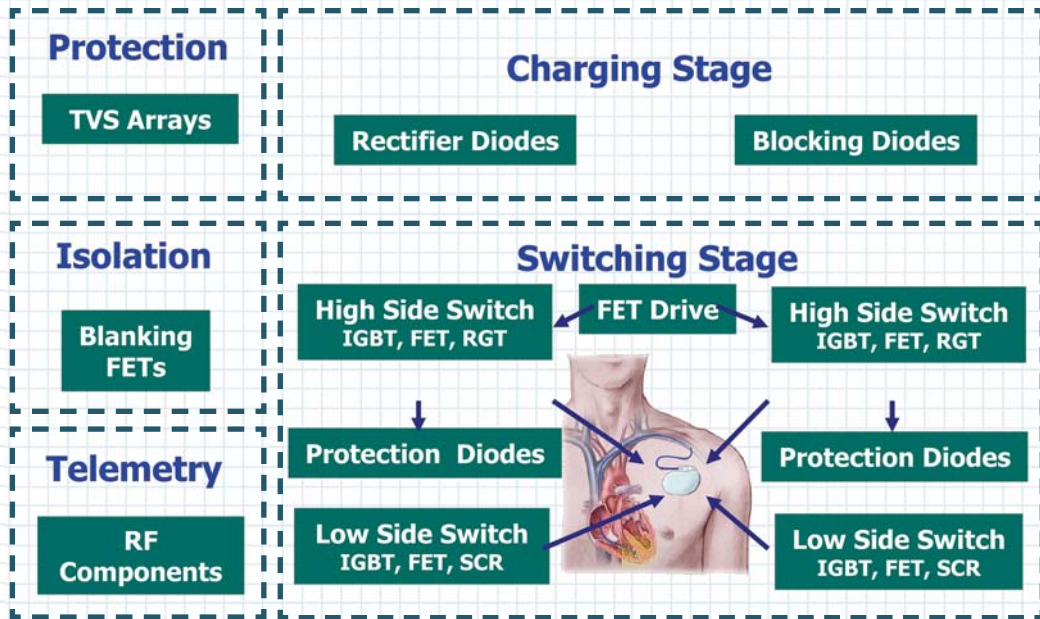 Protection
TVS Arrays
Charging Stage
Rectifier Diodes
Blocking Diodes
Isolation
Blanking
FETs
Telemetry
RF
Components
Switching Stage
High Side Switch
IGBT, FET, RGT
FET Drive
High Side Switch
IGBT, FET, RGT
Protection Diodes
Protection Diodes
Low Side Switch
IGBT, FET, SCR
Low Side Switch
IGBT, FET, SCR